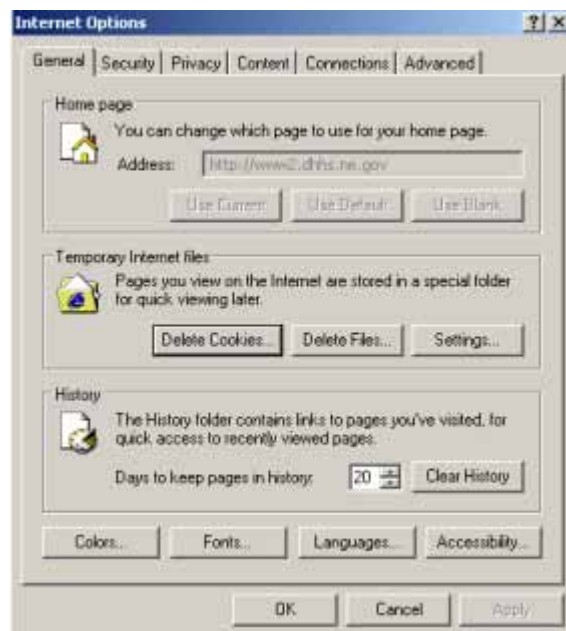 Internet Options
General Security Privacy Content Connections Advanced
Home page
You can change which page to use for your home page.
Address: http://www2.dhhs.ne.gov
Use Current Use Default Use Blank
Temporary Internet files
Pages you view on the Internet are stored in a special folder
for quick viewing later.
Delete Cookies... Delete Files... Settings...
History
The History folder contains links to pages you've visited, for
quick access to recently viewed pages.
Days to keep pages in history: 20 Clear History
Colors... Fonts... Languages... Accessibility...
OK Cancel Apply